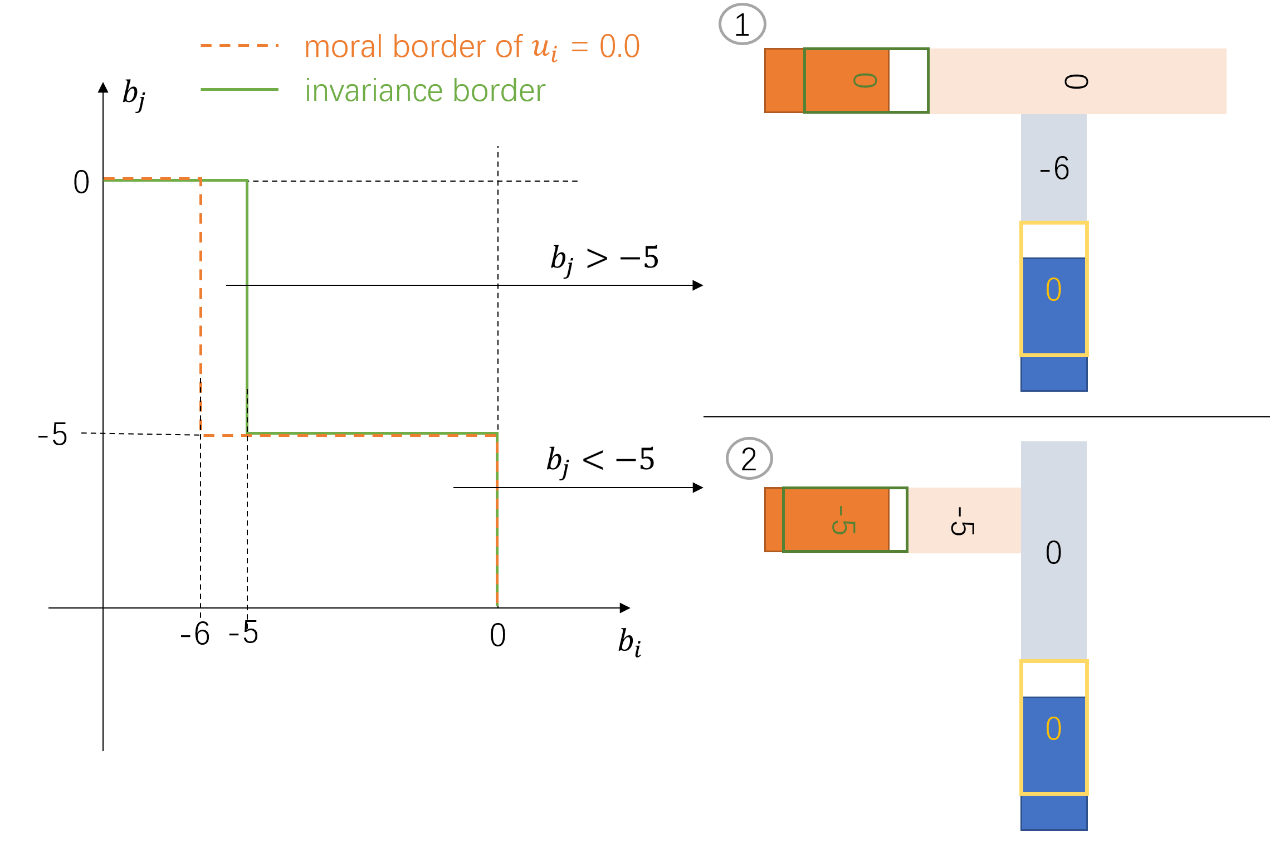 moral border of u_i = 0.0
invariance border
b_j
0
-5
-6
-5
0
b_i
b_j > −5
b_j < −5
1
0
0
-6
0
2
-5
-5
0
0